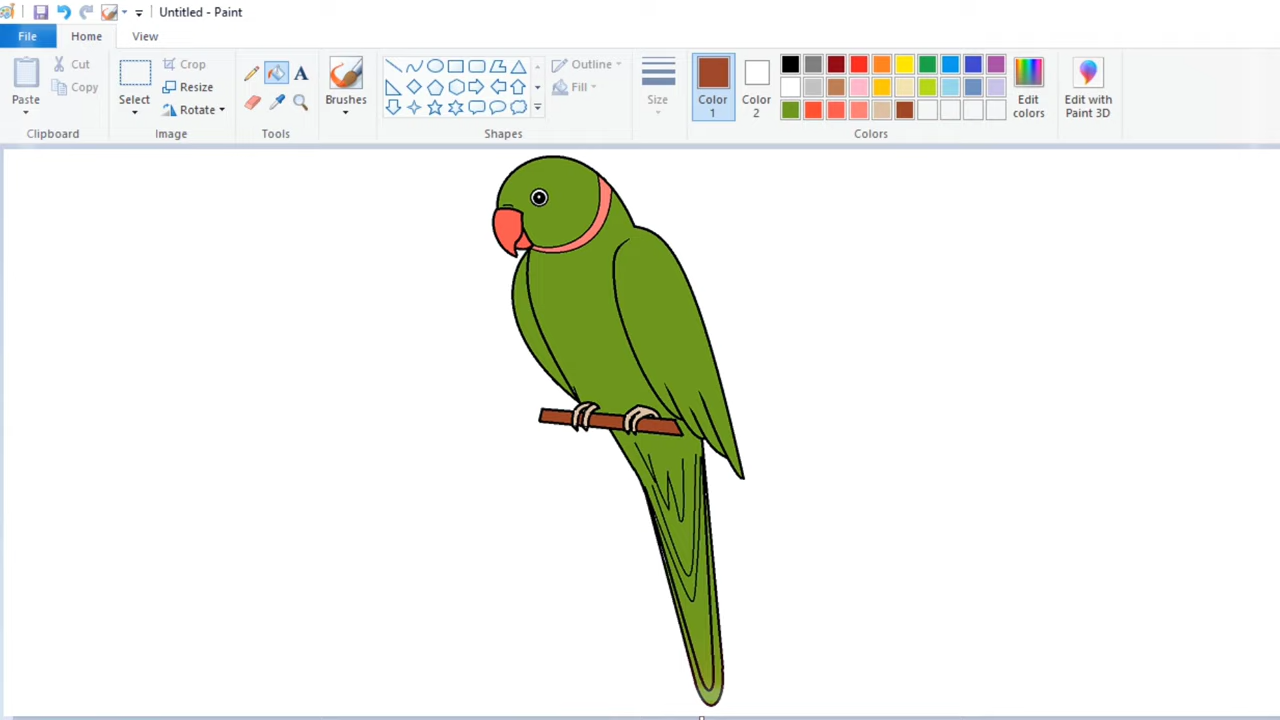 Untitled - Paint
File Home View
Paste
Cut
Copy
Clipboard
Select
Crop
Resize
Rotate
Image
A
Tools
Brushes
Outline
Fill
Shapes
Size
Color 1
Color 2
Edit colors
Colors
Edit with Paint 3D